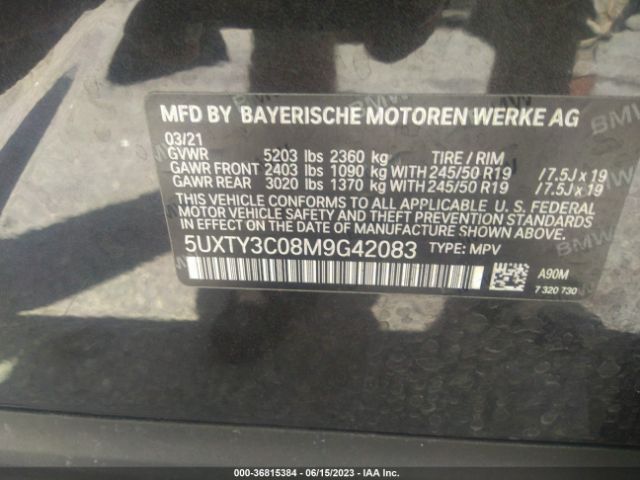 MFD BY BAYERISCHE MOTOREN WERKE AG
03/21
GVWR 5203 lbs 2360 kg TIRE / RIM
GAWR FRONT 2403 lbs 1090 kg WITH 245/50 R19 /7.5J x 19
GAWR REAR 3020 lbs 1370 kg WITH 245/50 R19 /7.5J x 19
THIS VEHICLE CONFORMS TO ALL APPLICABLE U. S. FEDERAL
MOTOR VEHICLE SAFETY AND THEFT PREVENTION STANDARDS
IN EFFECT ON THE DATE OF MANUFACTURE SHOWN ABOVE.
5UXTY3C08M9G42083 TYPE: MPV
A90M
7 320 730
BMW
BMW
BMW
000-36815384 / 06/15/2023 / IAA Inc.